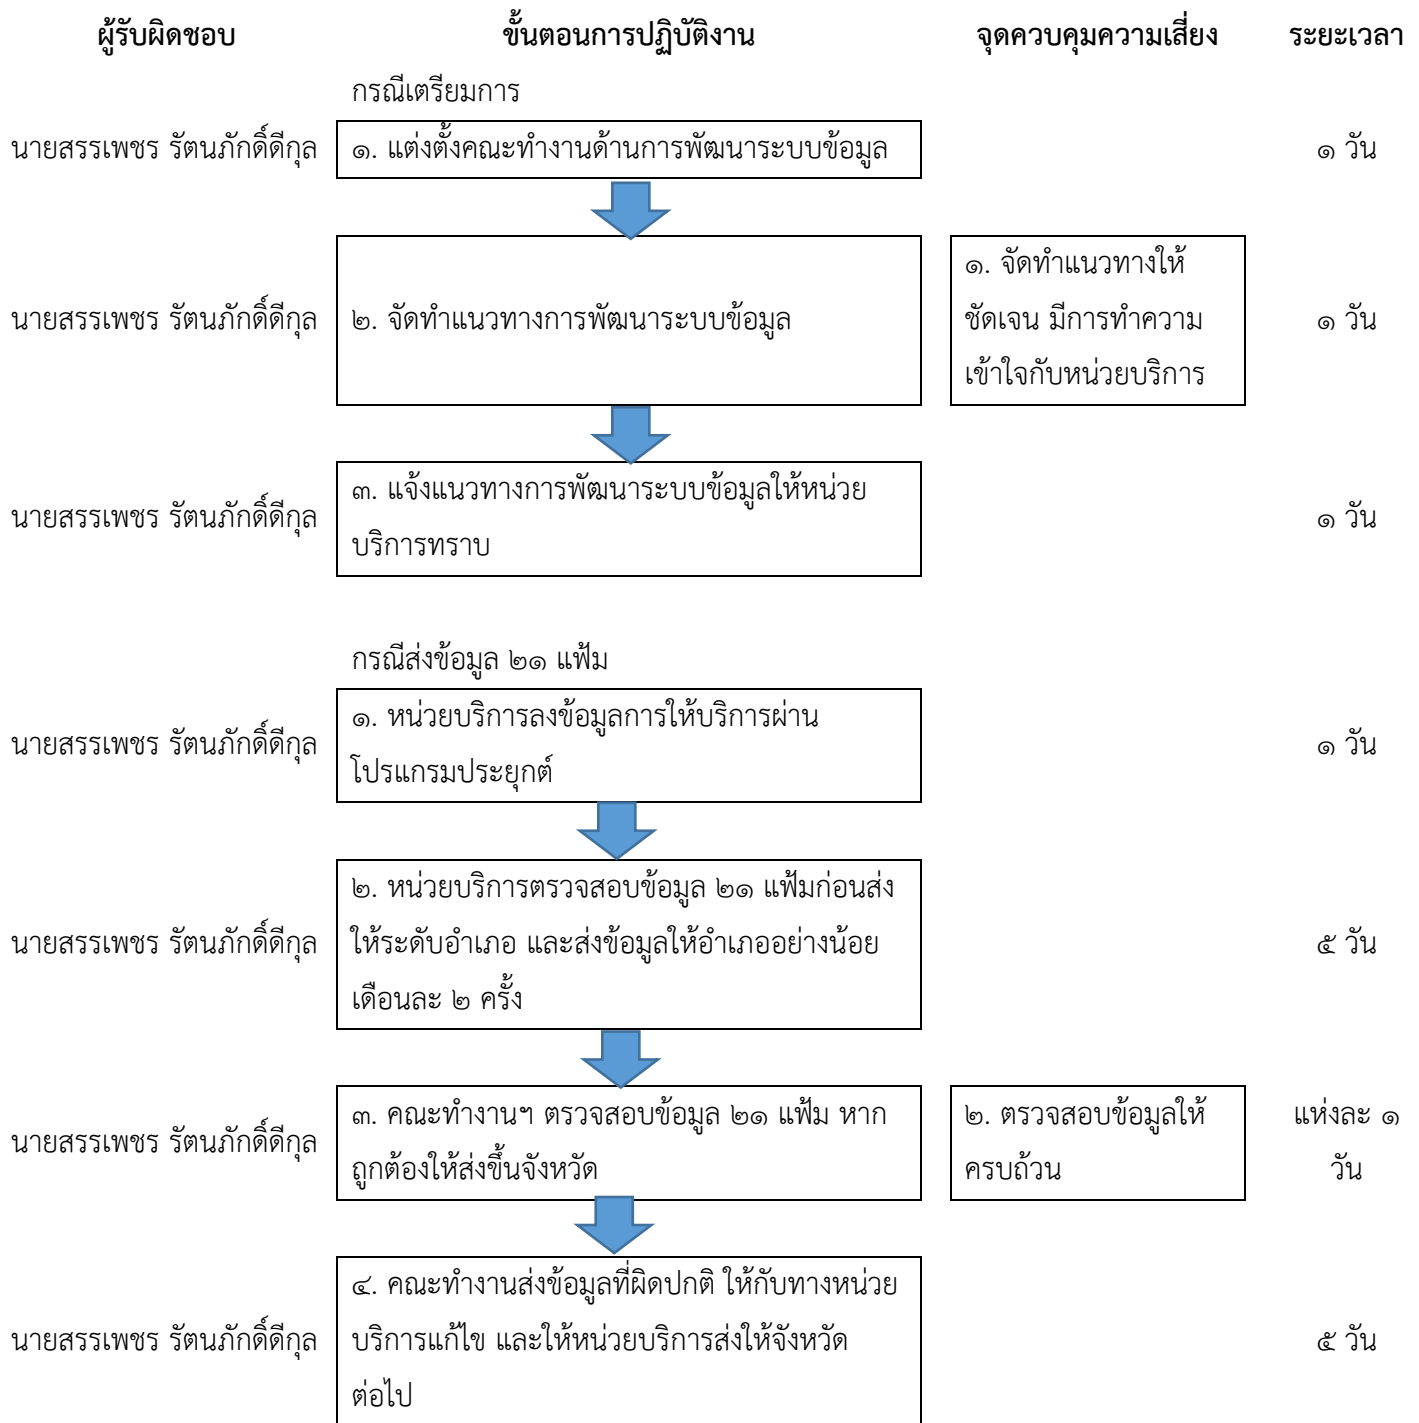 ผู้รับผิดชอบ ขั้นตอนการปฏิบัติงาน จุดควบคุมความเสี่ยง ระยะเวลา
กรณีเตรียมการ
นายสรรเพชร รัตนภักดิ์ดีกุล ๑. แต่งตั้งคณะทำงานด้านการพัฒนาระบบข้อมูล ๑ วัน
๑. จัดทำแนวทางให้
นายสรรเพชร รัตนภักดิ์ดีกุล ๒. จัดทำแนวทางการพัฒนาระบบข้อมูล ชัดเจน มีการทำความ ๑ วัน
เข้าใจกับหน่วยบริการ
๓. แจ้งแนวทางการพัฒนาระบบข้อมูลให้หน่วย
นายสรรเพชร รัตนภักดิ์ดีกุล ๑ วัน
บริการทราบ
กรณีส่งข้อมูล ๒๑ แฟ้ม
๑. หน่วยบริการลงข้อมูลการให้บริการผ่าน
นายสรรเพชร รัตนภักดิ์ดีกุล ๑ วัน
โปรแกรมประยุกต์
๒. หน่วยบริการตรวจสอบข้อมูล ๒๑ แฟ้มก่อนส่ง
นายสรรเพชร รัตนภักดิ์ดีกุล ให้ระดับอำเภอ และส่งข้อมูลให้อำเภออย่างน้อย ๕ วัน
เดือนละ ๒ ครั้ง
๓. คณะทำงานฯ ตรวจสอบข้อมูล ๒๑ แฟ้ม หาก ๒. ตรวจสอบข้อมูลให้ แห่งละ ๑
นายสรรเพชร รัตนภักดิ์ดีกุล
ถูกต้องให้ส่งขึ้นจังหวัด ครบถ้วน วัน
๔. คณะทำงานส่งข้อมูลที่ผิดปกติ ให้กับทางหน่วย
นายสรรเพชร รัตนภักดิ์ดีกุล บริการแก้ไข และให้หน่วยบริการส่งให้จังหวัด ๕ วัน
ต่อไป